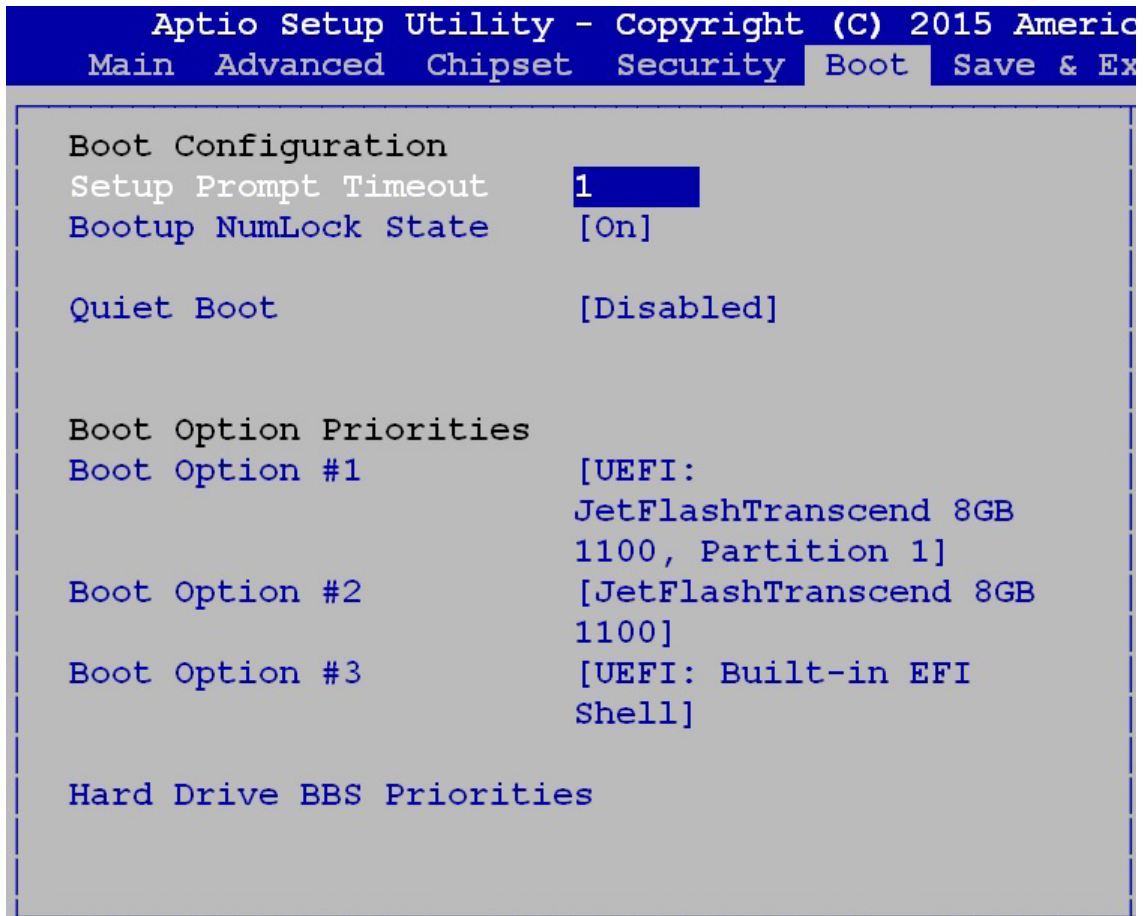 Aptio Setup Utility - Copyright (C) 2015 Americ
Main Advanced Chipset Security Boot Save & Ex
Boot Configuration
Setup Prompt Timeout 1
Bootup NumLock State [On]
Quiet Boot [Disabled]
Boot Option Priorities
Boot Option #1 [UEFI:
JetFlashTranscend 8GB
1100, Partition 1]
Boot Option #2 [JetFlashTranscend 8GB
1100]
Boot Option #3 [UEFI: Built-in EFI
Shell]
Hard Drive BBS Priorities